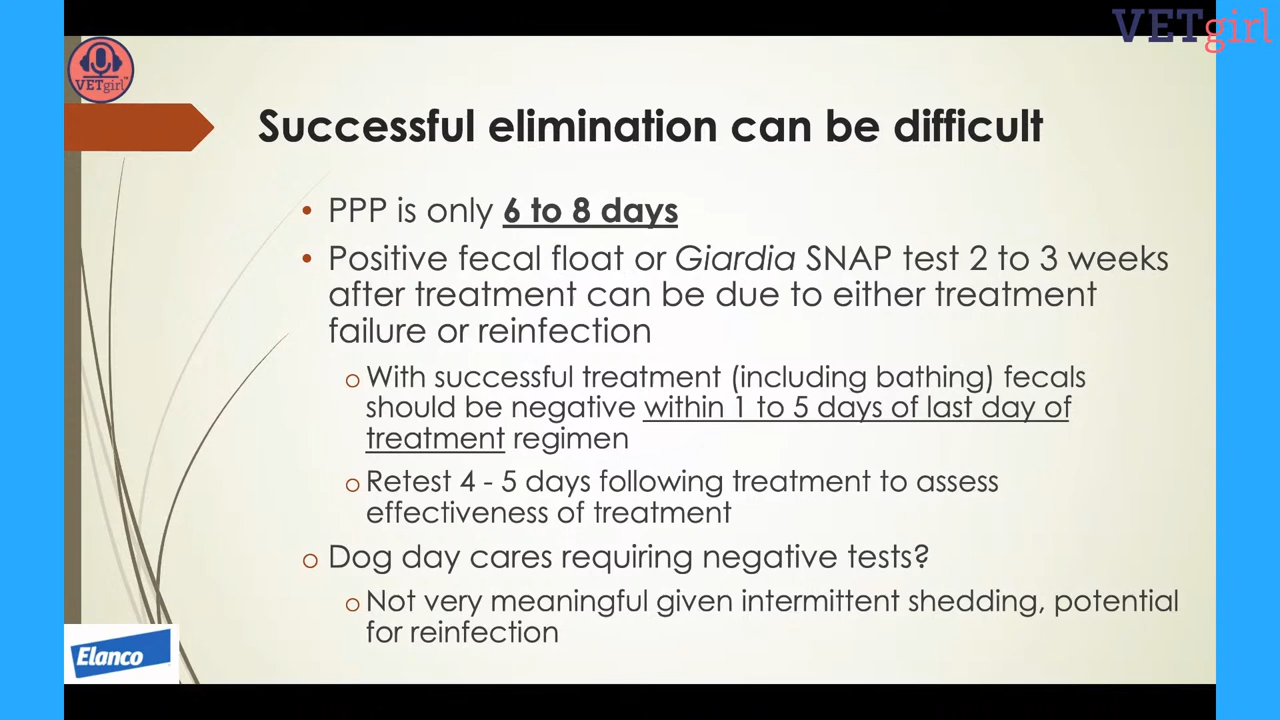 VETgirl
VETgirl
Successful elimination can be difficult
• PPP is only 6 to 8 days
• Positive fecal float or Giardia SNAP test 2 to 3 weeks
after treatment can be due to either treatment
failure or reinfection
o With successful treatment (including bathing) fecals
should be negative within 1 to 5 days of last day of
treatment regimen
o Retest 4 - 5 days following treatment to assess
effectiveness of treatment
o Dog day cares requiring negative tests?
o Not very meaningful given intermittent shedding, potential
for reinfection
Elanco